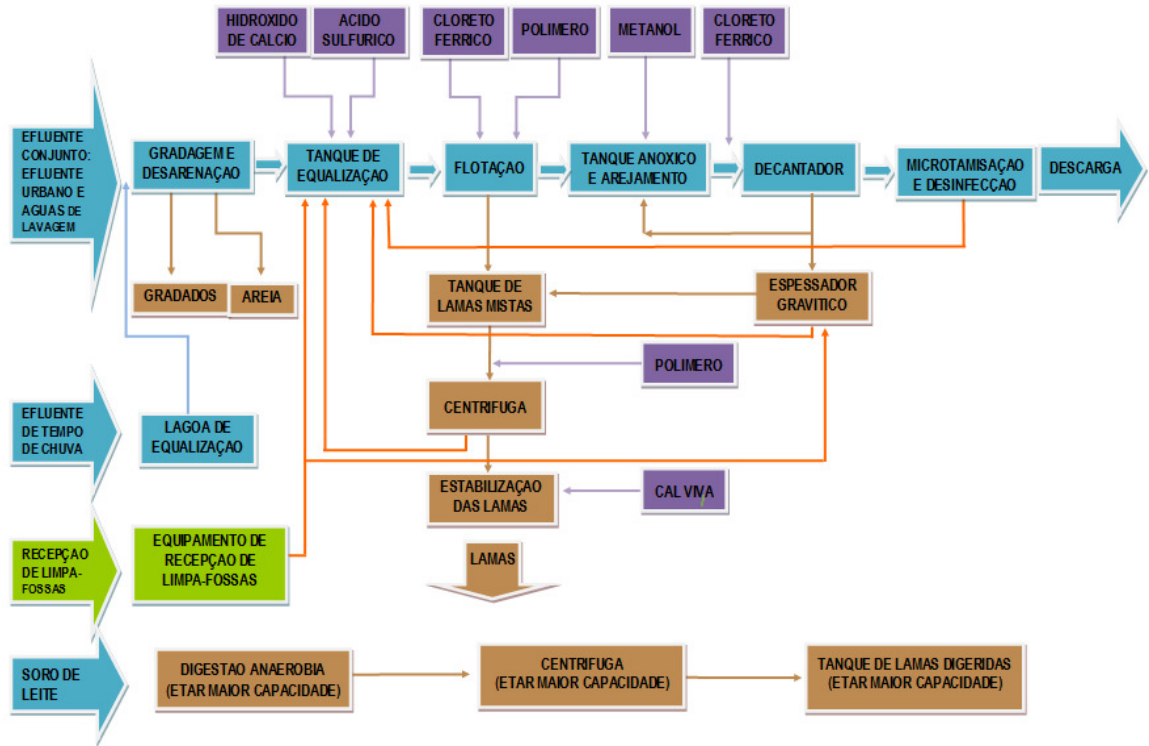 HIDROXIDO
DE CALCIO
ACIDO
SULFURICO
CLORETO
FERRICO
POLIMERO
METANOL
CLORETO
FERRICO
EFLUENTE
CONJUNTO:
EFLUENTE
URBANO E
AGUAS DE
LAVAGEM
GRADAGEM E
DESARENAÇAO
TANQUE DE
EQUALIZAÇAO
FLOTAÇAO
TANQUE ANOXICO
E AREJAMENTO
DECANTADOR
MICROTAMISAÇAO
E DESINFECÇAO
DESCARGA
GRADADOS
AREIA
TANQUE DE
LAMAS MISTAS
ESPESSADOR
GRAVITICO
POLIMERO
CENTRIFUGA
EFLUENTE
DE TEMPO
DE CHUVA
LAGOA DE
EQUALIZAÇAO
ESTABILIZAÇAO
DAS LAMAS
CAL VIVA
RECEPÇAO
DE LIMPA-
FOSSAS
EQUIPAMENTO DE
RECEPÇAO DE
LIMPA-FOSSAS
LAMAS
SORO DE
LEITE
DIGESTAO ANAEROBIA
(ETAR MAIOR CAPACIDADE)
CENTRIFUGA
(ETAR MAIOR CAPACIDADE)
TANQUE DE LAMAS DIGERIDAS
(ETAR MAIOR CAPACIDADE)